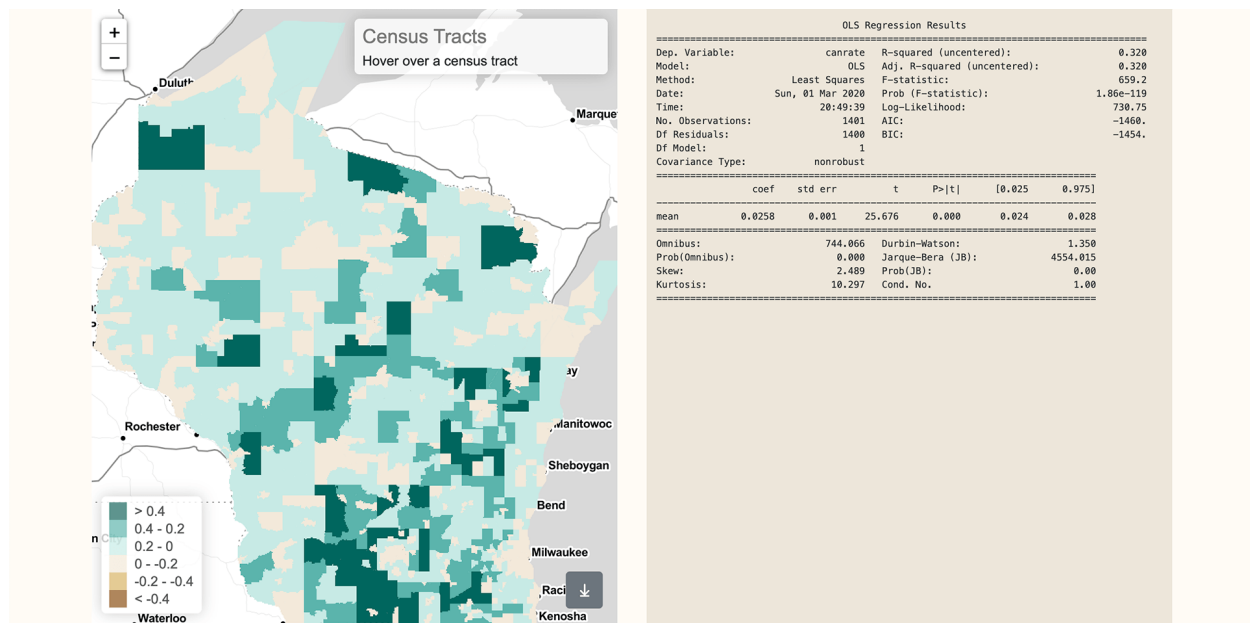 +
−
Census Tracts
Hover over a census tract
Duluth
Rochester
ay
Manitowoc
Sheboygan
Bend
Milwaukee
Raci
Kenosha
Waterloo
> 0.4
0.4 - 0.2
0.2 - 0
0 - -0.2
-0.2 - -0.4
< -0.4
OLS Regression Results
Dep. Variable: canrate R-squared (uncentered): 0.320
Model: OLS Adj. R-squared (uncentered): 0.320
Method: Least Squares F-statistic: 659.2
Date: Sun, 01 Mar 2020 Prob (F-statistic): 1.86e-119
Time: 20:49:39 Log-Likelihood: 730.75
No. Observations: 1401 AIC: -1460.
Df Residuals: 1400 BIC: -1454.
Df Model: 1
Covariance Type: nonrobust
coef std err t P>|t| [0.025 0.975]
mean 0.0258 0.001 25.676 0.000 0.024 0.028
Omnibus: 744.066 Durbin-Watson: 1.350
Prob(Omnibus): 0.000 Jarque-Bera (JB): 4554.015
Skew: 2.489 Prob(JB): 0.00
Kurtosis: 10.297 Cond. No. 1.00